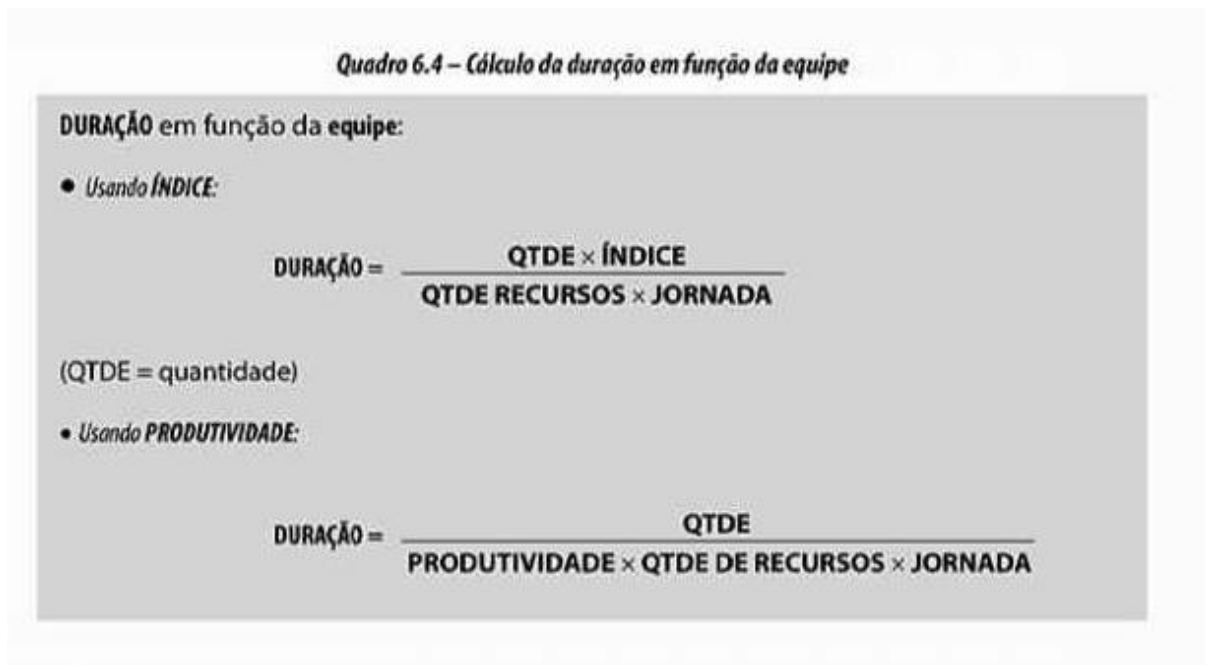 Quadro 6.4 – Cálculo da duração em função da equipe
DURAÇÃO em função da equipe:
• Usando ÍNDICE:
DURAÇÃO = QTDE × ÍNDICE
QTDE RECURSOS × JORNADA
(QTDE = quantidade)
• Usando PRODUTIVIDADE:
DURAÇÃO = QTDE
PRODUTIVIDADE × QTDE DE RECURSOS × JORNADA